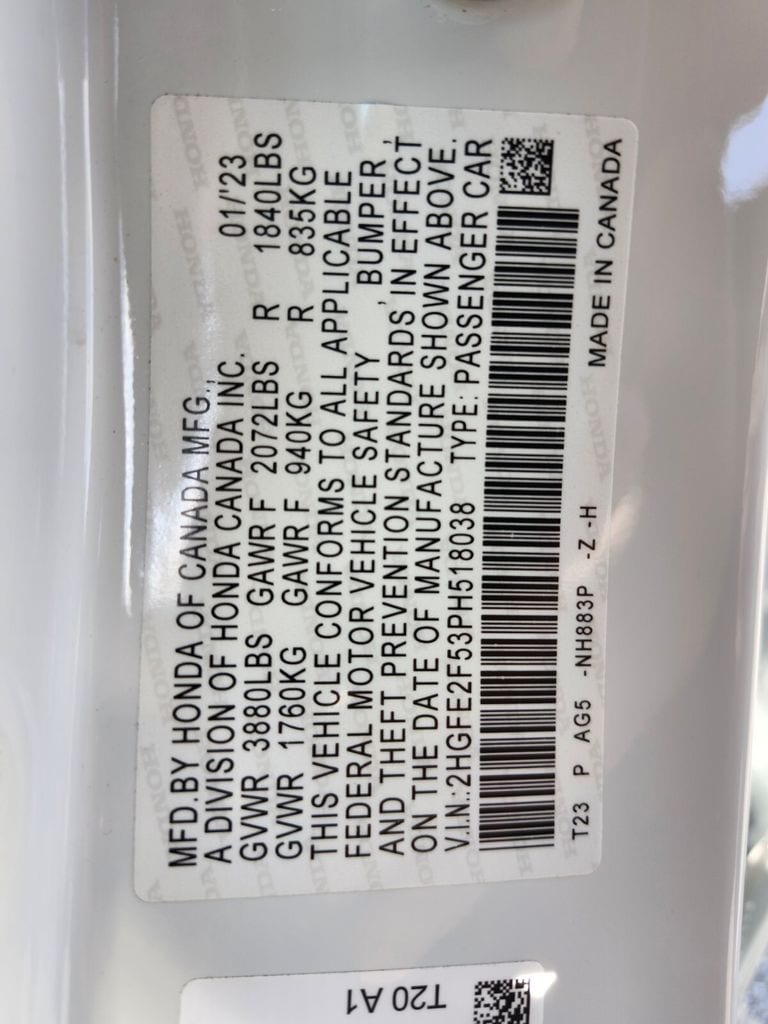 MFD.BY HONDA OF CANADA MFG.,
A DIVISION OF HONDA CANADA INC. 01/'23
GVWR 3880LBS GAWR F 2072LBS R 1840LBS
GVWR 1760KG GAWR F 940KG R 835KG
THIS VEHICLE CONFORMS TO ALL APPLICABLE
FEDERAL MOTOR VEHICLE SAFETY , BUMPER ,
AND THEFT PREVENTION STANDARDS IN EFFECT
ON THE DATE OF MANUFACTURE SHOWN ABOVE.
V.I.N.: 2HGFE2F53PH518038 TYPE: PASSENGER CAR
T23 P AG5 -NH883P -Z -H
MADE IN CANADA
T20 A1